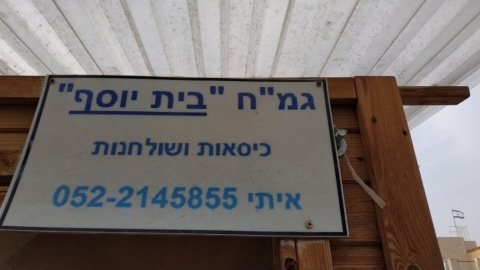 גמ"ח "בית יוסף"
כיסאות ושולחנות
איתי 052-2145855